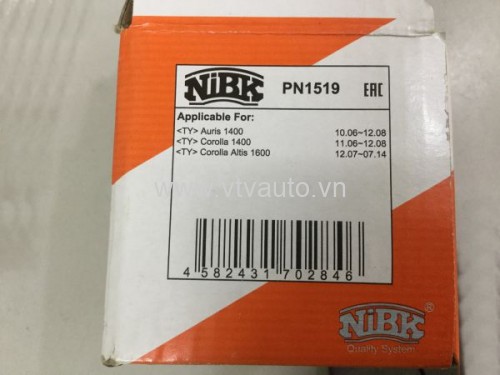 NiBK PN1519 EAC
Applicable For:
<TY> Auris 1400 10.06~12.08
<TY> Corolla 1400 11.06~12.08
<TY> Corolla Altis 1600 12.07~07.14
.vtvauto.vn
4 582431 702846
NiBK ®
Quality System